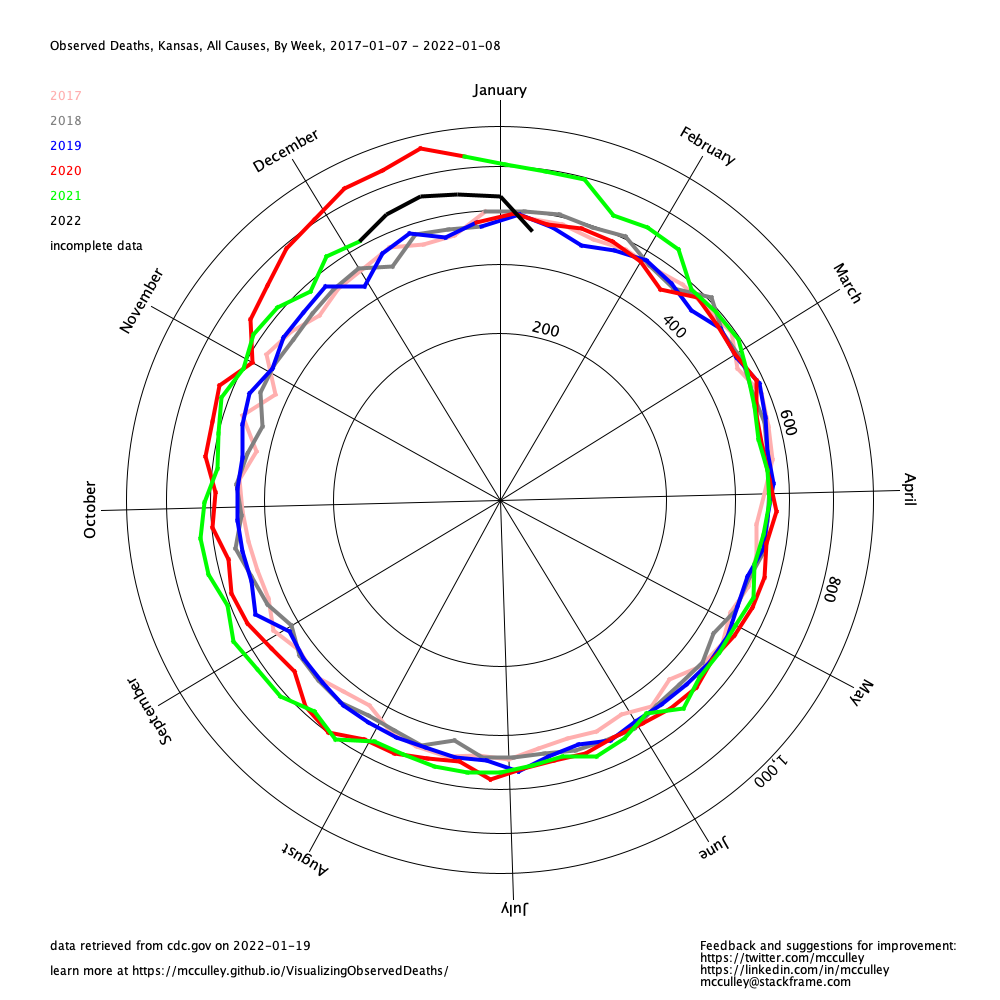 Observed Deaths, Kansas, All Causes, By Week, 2017-01-07 - 2022-01-08
2017
2018
2019
2020
2021
2022
incomplete data
January
February
March
April
May
June
July
August
September
October
November
December
200
400
600
800
1,000
data retrieved from cdc.gov on 2022-01-19
learn more at https://mcculley.github.io/VisualizingObservedDeaths/
Feedback and suggestions for improvement:
https://twitter.com/mcculley
https://linkedin.com/in/mcculley
mcculley@stackframe.com